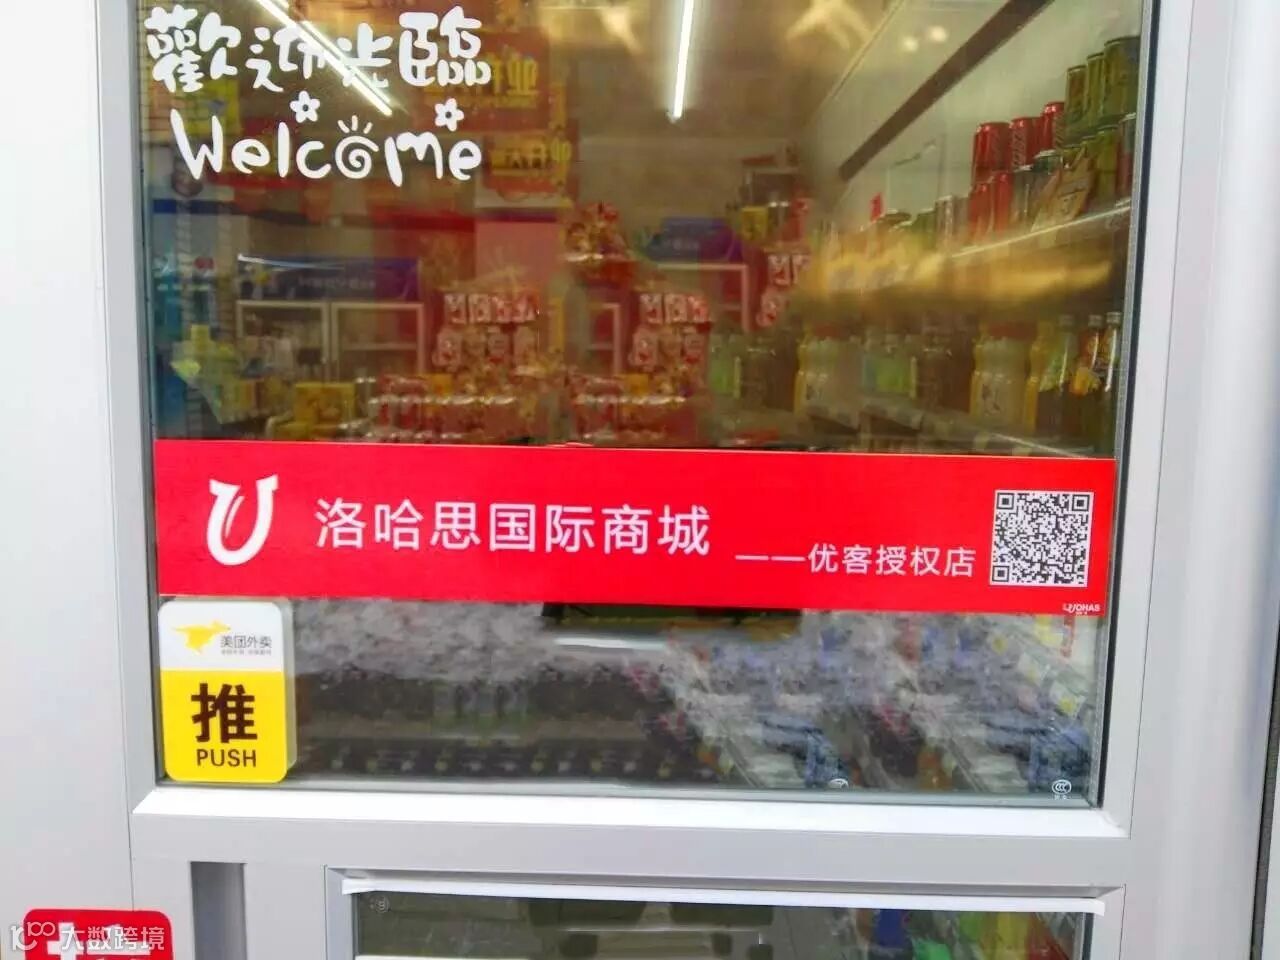 歡迎光臨
Welcome
洛哈思国际商城
——优客授权店
LUOHAS
美团外卖
推
PUSH
大数跨境